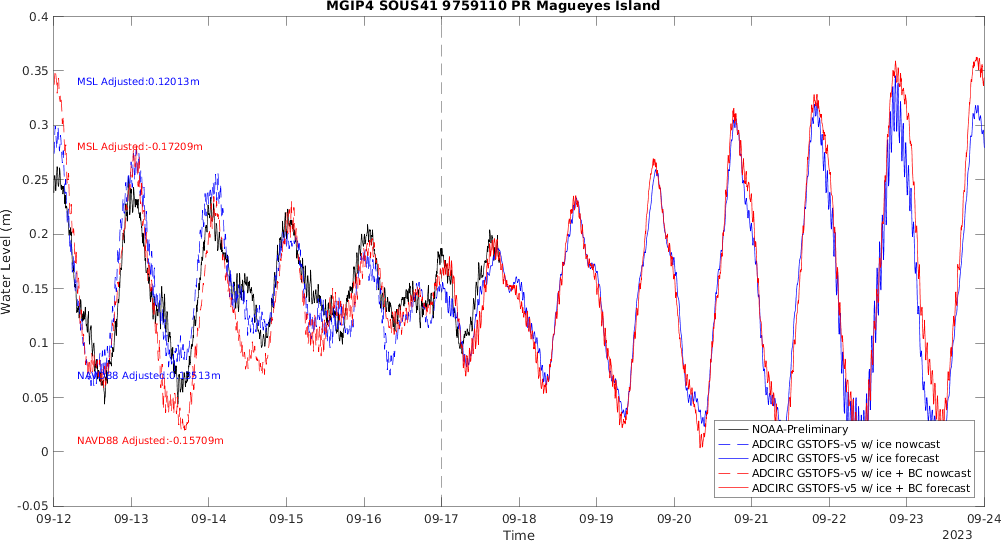 MGIP4 SOUS41 9759110 PR Magueyes Island
0.4
0.35
0.3
0.25
0.2
0.15
0.1
0.05
0
-0.05
Water Level (m)
MSL Adjusted:0.12013m
MSL Adjusted:-0.17209m
NAVD88
NAVD88 Adjusted:-0.15709m
NOAA-Preliminary
ADCIRC GSTOFS-v5 w/ ice nowcast
ADCIRC GSTOFS-v5 w/ ice forecast
ADCIRC GSTOFS-v5 w/ ice + BC nowcast
ADCIRC GSTOFS-v5 w/ ice + BC forecast
09-12 09-13 09-14 09-15 09-16 09-17 09-18 09-19 09-20 09-21 09-22 09-23 09-24
Time
2023